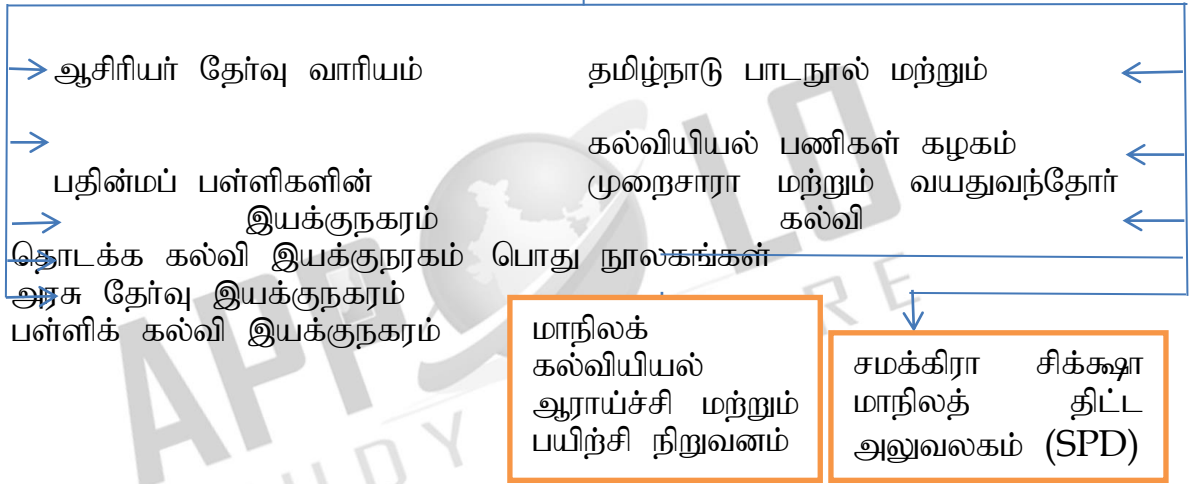 ஆசிரியர் தேர்வு வாரியம்
தமிழ்நாடு பாடநூல் மற்றும்
கல்வியியல் பணிகள் கழகம்
பதின்மப் பள்ளிகளின்
இயக்குநகரம்
முறைசாரா மற்றும் வயதுவந்தோர்
கல்வி
தொடக்க கல்வி இயக்குநரகம் பொது நூலகங்கள்
அரசு தேர்வு இயக்குநகரம்
பள்ளிக் கல்வி இயக்குநகரம்
மாநிலக்
கல்வியியல்
ஆராய்ச்சி மற்றும்
பயிற்சி நிறுவனம்
சமக்கிரா சிக்க்ஷா
மாநிலத் திட்ட
அலுவலகம் (SPD)